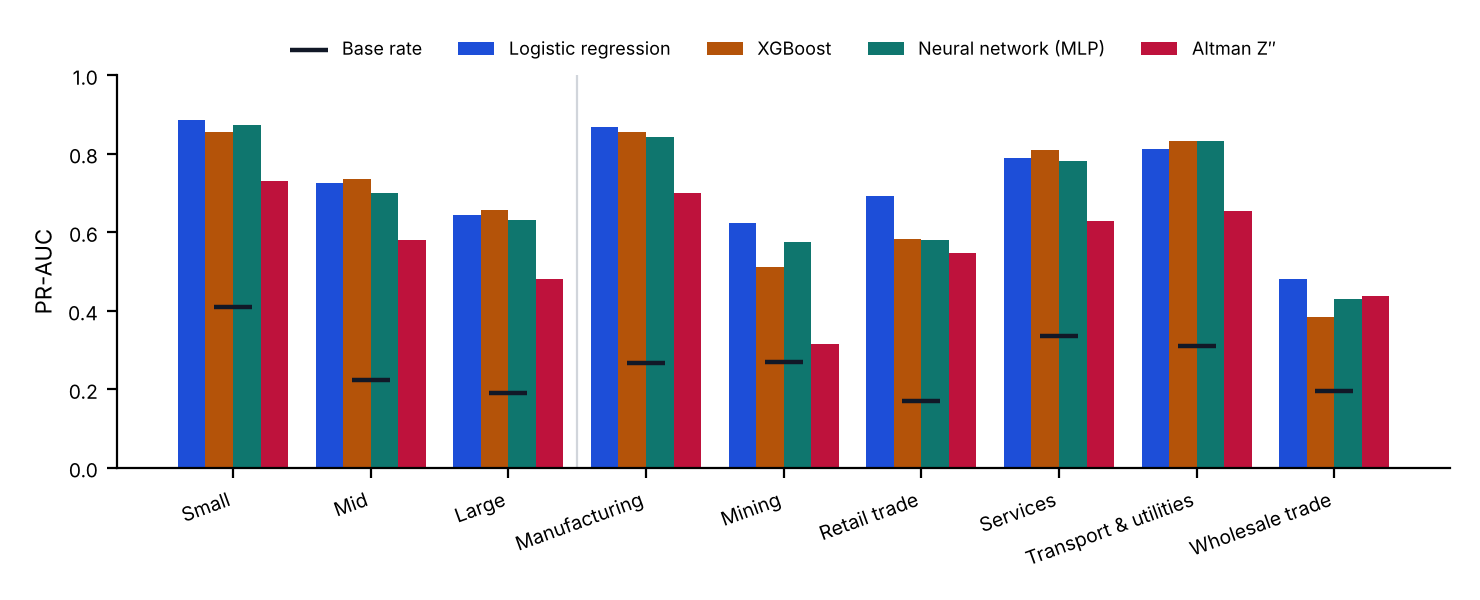 Base rate Logistic regression XGBoost Neural network (MLP) Altman Z″
PR-AUC
1.0
0.8
0.6
0.4
0.2
0.0
Small Mid Large Manufacturing Mining Retail trade Services Transport & utilities Wholesale trade